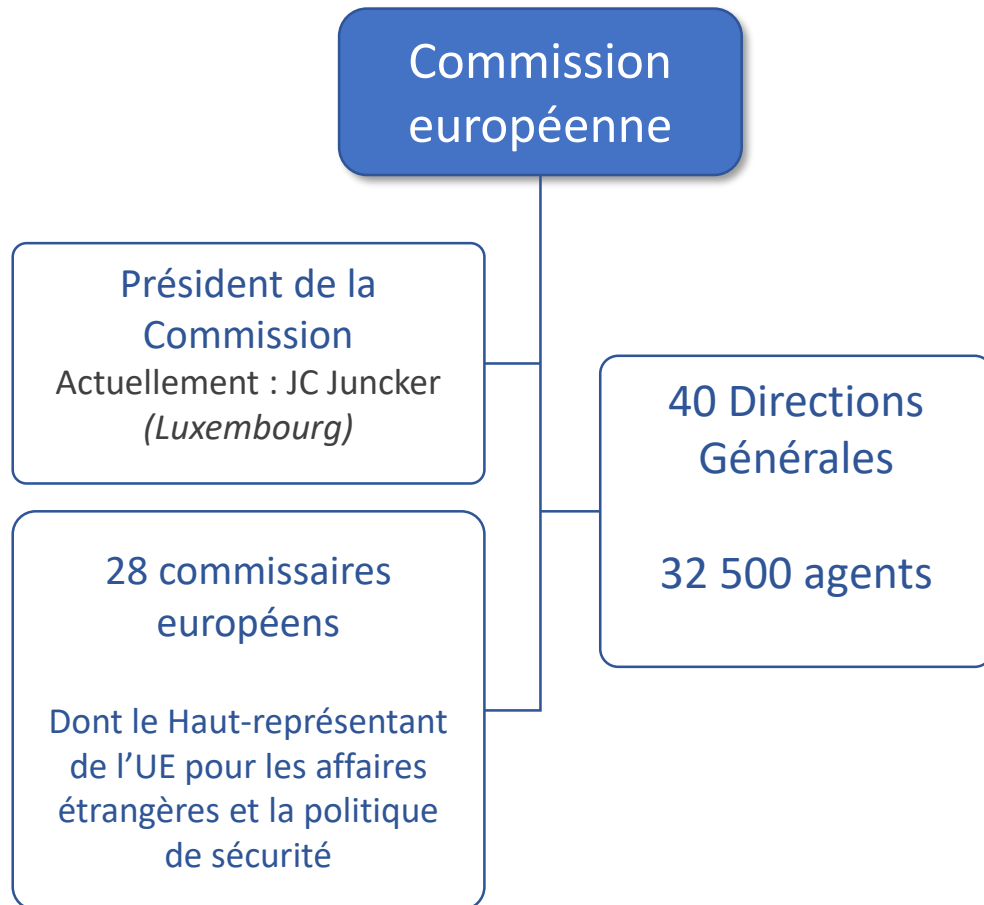 Commission
européenne
Président de la
Commission
Actuellement : JC Juncker
(Luxembourg)
40 Directions
Générales
32 500 agents
28 commissaires
européens
Dont le Haut-représentant
de l’UE pour les affaires
étrangères et la politique
de sécurité